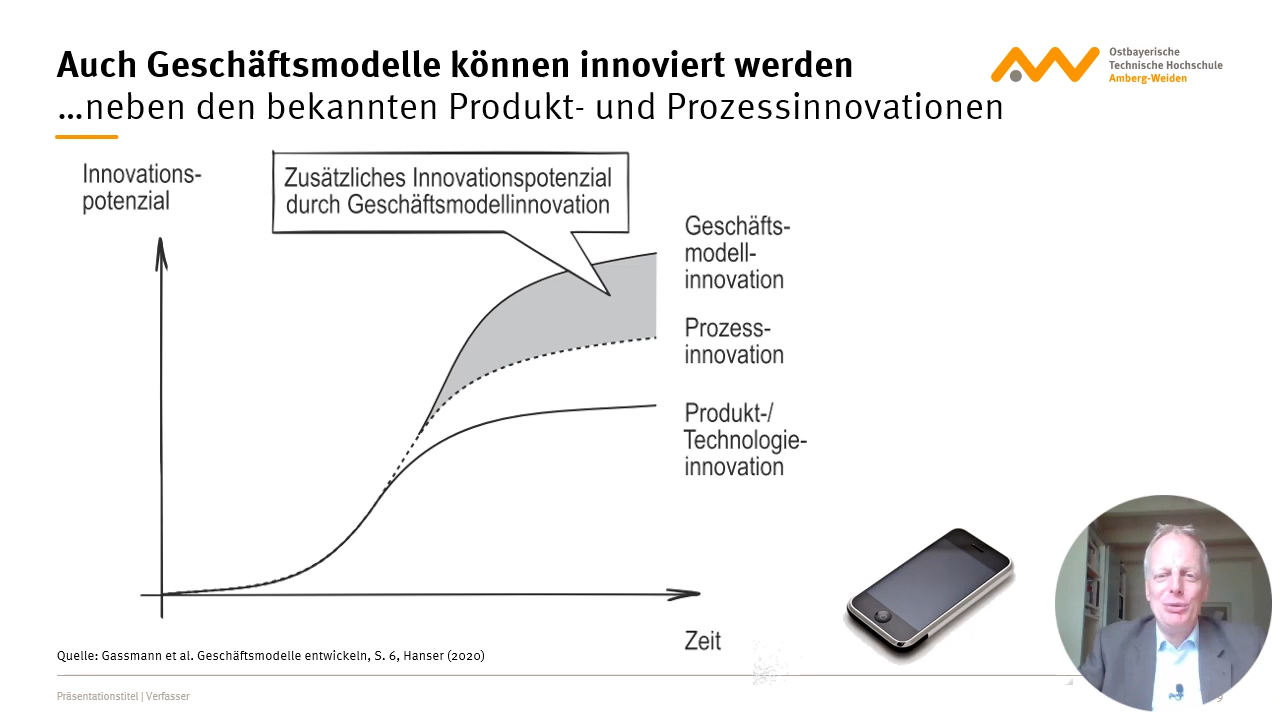 Auch Geschäftsmodelle können innoviert werden
...neben den bekannten Produkt- und Prozessinnovationen
Ostbayerische
Technische Hochschule
Amberg-Weiden
Innovations-
potenzial
Zusätzliches Innovationspotenzial
durch Geschäftsmodellinnovation
Geschäfts-
modell-
innovation
Prozess-
innovation
Produkt-/
Technologie-
innovation
Zeit
Quelle: Gassmann et al. Geschäftsmodelle entwickeln, S. 6, Hanser (2020)
Präsentationstitel | Verfasser
9